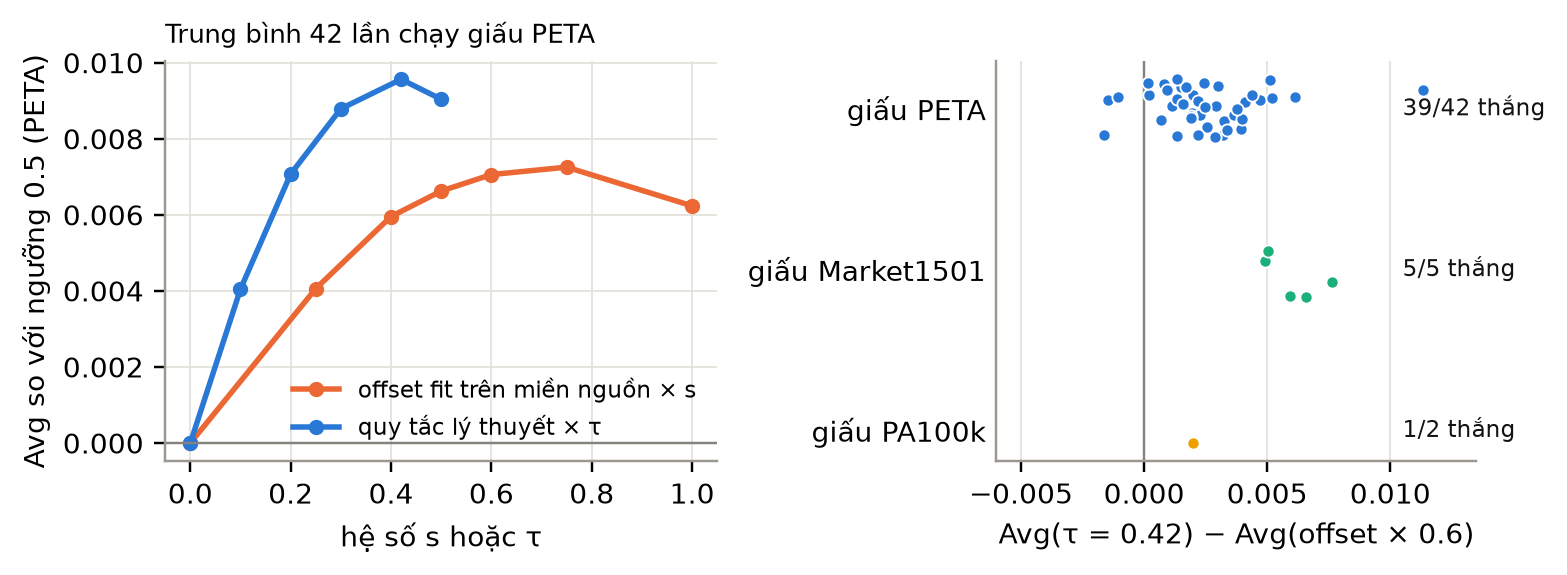 Trung bình 42 lần chạy giấu PETA
Avg so với ngưỡng 0.5 (PETA)
0.010
0.008
0.006
0.004
0.002
0.000
offset fit trên miền nguồn × s
quy tắc lý thuyết × τ
0.0 0.2 0.4 0.6 0.8 1.0
hệ số s hoặc τ
giấu PETA
39/42 thắng
giấu Market1501
5/5 thắng
giấu PA100k
1/2 thắng
−0.005 0.000 0.005 0.010
Avg(τ = 0.42) − Avg(offset × 0.6)